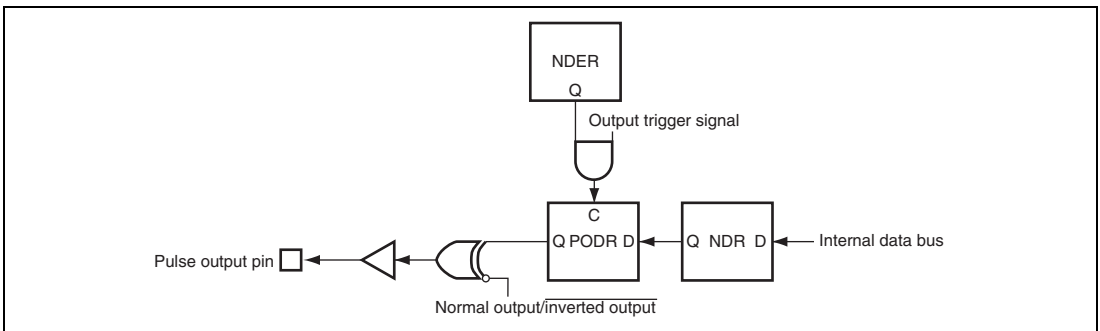 NDER
Q
Output trigger signal
C
Q PODR D
Q NDR D
Internal data bus
Pulse output pin
Normal output/inverted output